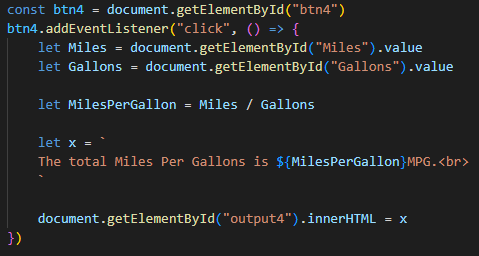 const btn4 = document.getElementById("btn4")
btn4.addEventListener("click", () => {
    let Miles = document.getElementById("Miles").value
    let Gallons = document.getElementById("Gallons").value

    let MilesPerGallon = Miles / Gallons

    let x = `
    The total Miles Per Gallons is ${MilesPerGallon}MPG.<br>
    `

    document.getElementById("output4").innerHTML = x
})